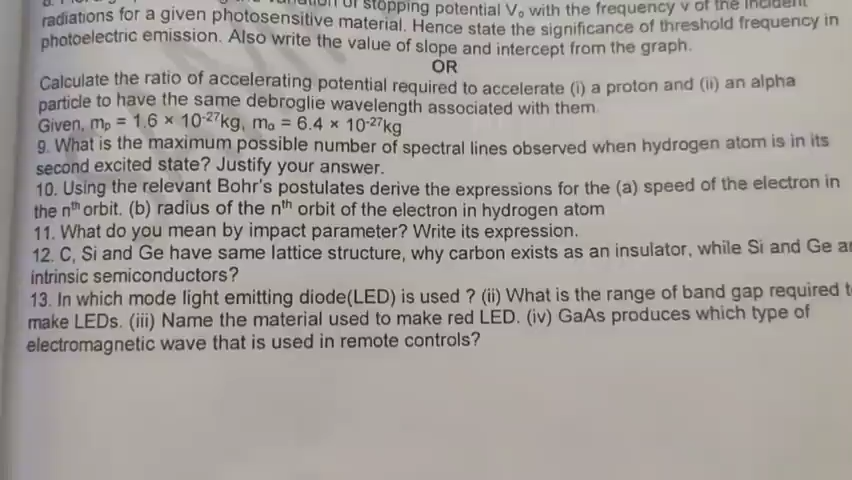 stopping potential V₀ with the frequency v of the incident
radiations for a given photosensitive material. Hence state the significance of threshold frequency in
photoelectric emission. Also write the value of slope and intercept from the graph.
OR
Calculate the ratio of accelerating potential required to accelerate (i) a proton and (ii) an alpha
particle to have the same debroglie wavelength associated with them.
Given, mₚ = 1.6 × 10⁻²⁷kg, mα = 6.4 × 10⁻²⁷kg
9. What is the maximum possible number of spectral lines observed when hydrogen atom is in its
second excited state? Justify your answer.
10. Using the relevant Bohr's postulates derive the expressions for the (a) speed of the electron in
the nᵗʰ orbit. (b) radius of the nᵗʰ orbit of the electron in hydrogen atom
11. What do you mean by impact parameter? Write its expression.
12. C, Si and Ge have same lattice structure, why carbon exists as an insulator, while Si and Ge
intrinsic semiconductors?
13. In which mode light emitting diode(LED) is used ? (ii) What is the range of band gap required
make LEDs. (iii) Name the material used to make red LED. (iv) GaAs produces which type of
electromagnetic wave that is used in remote controls?